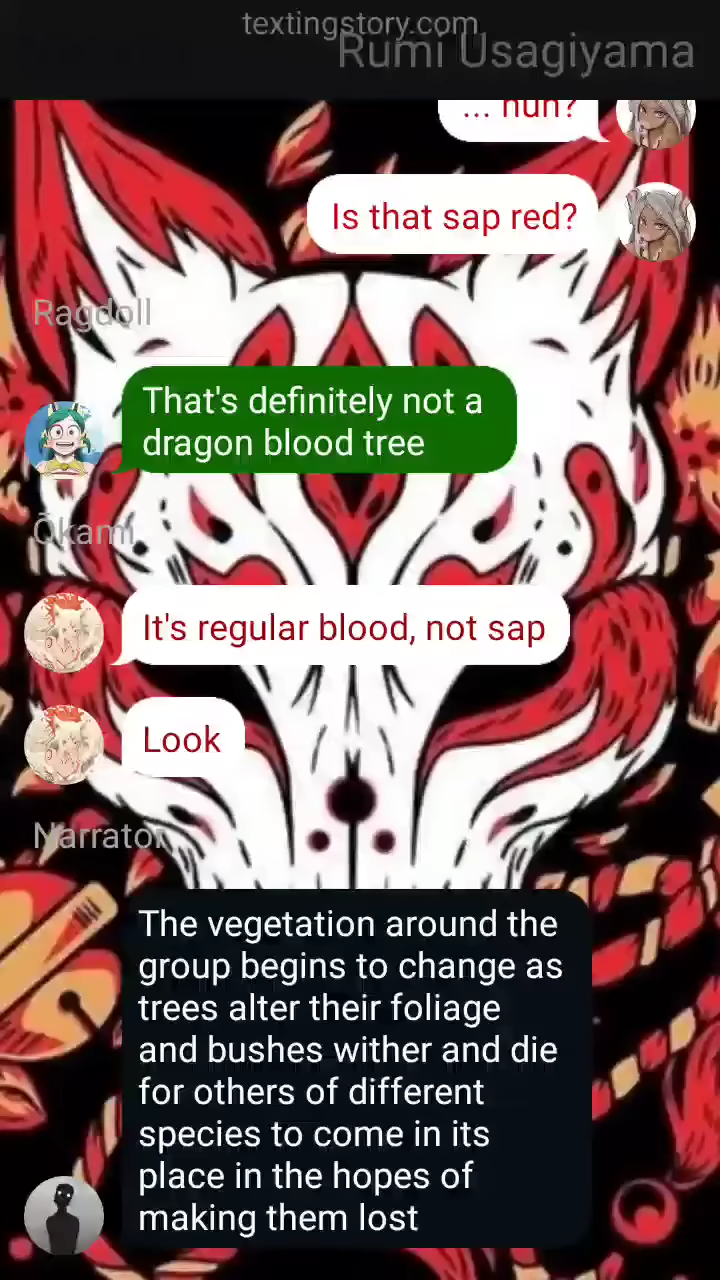 textingstory.com
Rumi Usagiyama
... huh?
Is that sap red?
Ragdoll
That's definitely not a
dragon blood tree
Ōkami
It's regular blood, not sap
Look
Narrator
The vegetation around the
group begins to change as
trees alter their foliage
and bushes wither and die
for others of different
species to come in its
place in the hopes of
making them lost